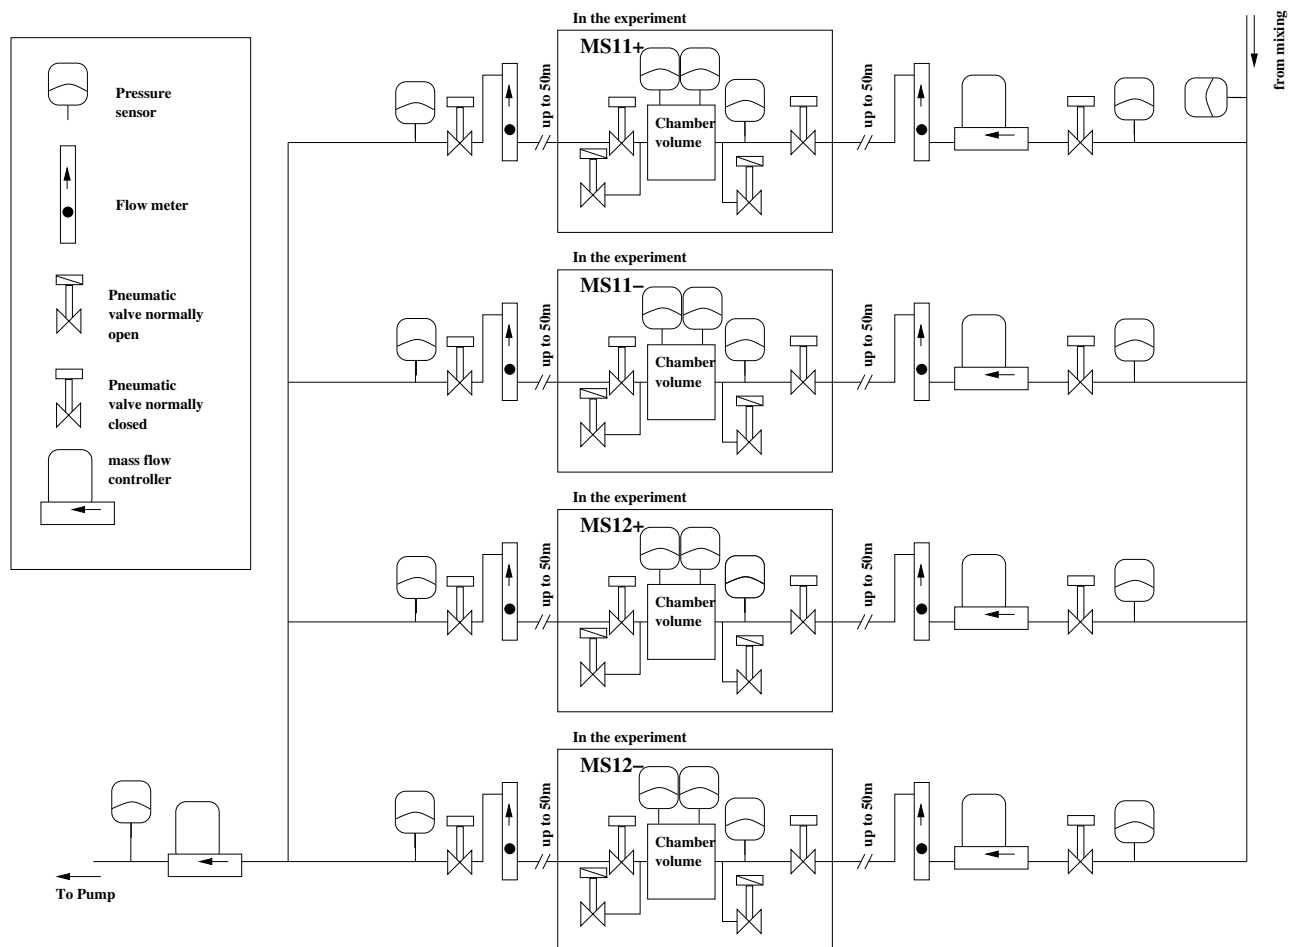 Pressure
sensor
Flow meter
Pneumatic
valve normally
open
Pneumatic
valve normally
closed
mass flow
controller
In the experiment
MS11+
up to 50m
Chamber
volume
up to 50m
from mixing
In the experiment
MS11−
up to 50m
Chamber
volume
up to 50m
In the experiment
MS12+
up to 50m
Chamber
volume
up to 50m
In the experiment
MS12−
up to 50m
Chamber
volume
up to 50m
To Pump